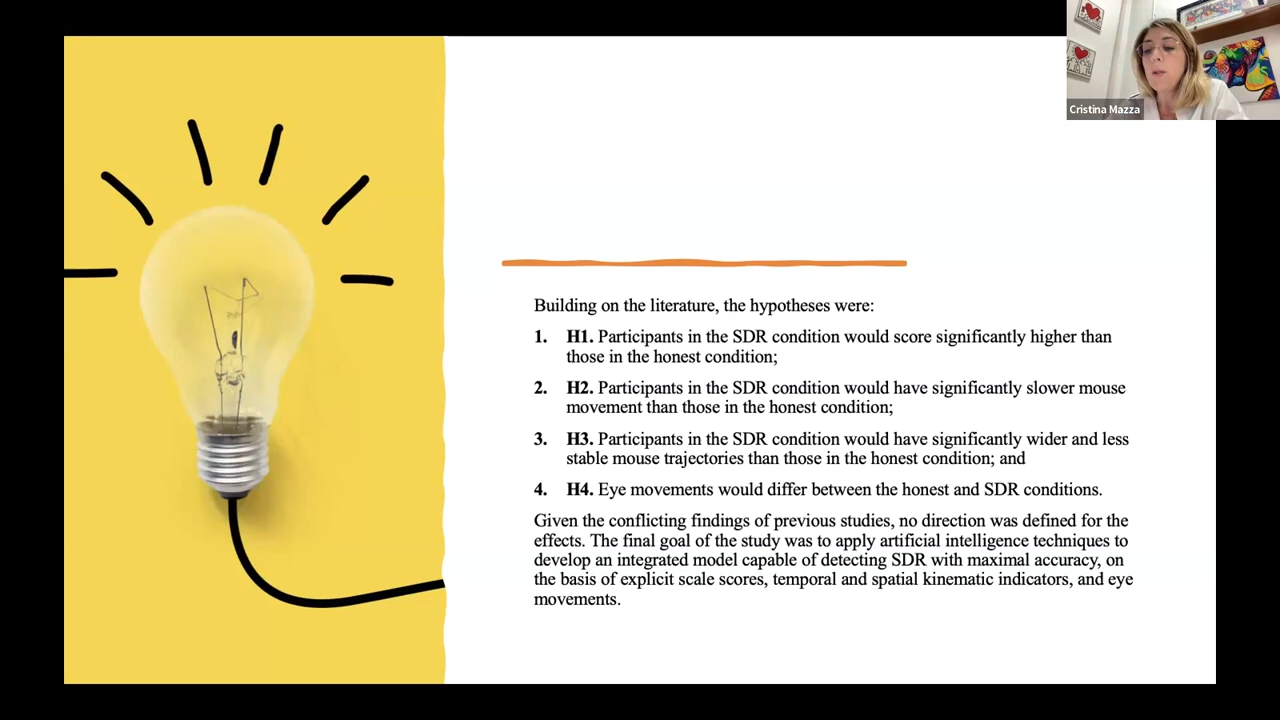 Cristina Mazza
Building on the literature, the hypotheses were:
1. H1. Participants in the SDR condition would score significantly higher than
those in the honest condition;
2. H2. Participants in the SDR condition would have significantly slower mouse
movement than those in the honest condition;
3. H3. Participants in the SDR condition would have significantly wider and less
stable mouse trajectories than those in the honest condition; and
4. H4. Eye movements would differ between the honest and SDR conditions.
Given the conflicting findings of previous studies, no direction was defined for the
effects. The final goal of the study was to apply artificial intelligence techniques to
develop an integrated model capable of detecting SDR with maximal accuracy, on
the basis of explicit scale scores, temporal and spatial kinematic indicators, and eye
movements.